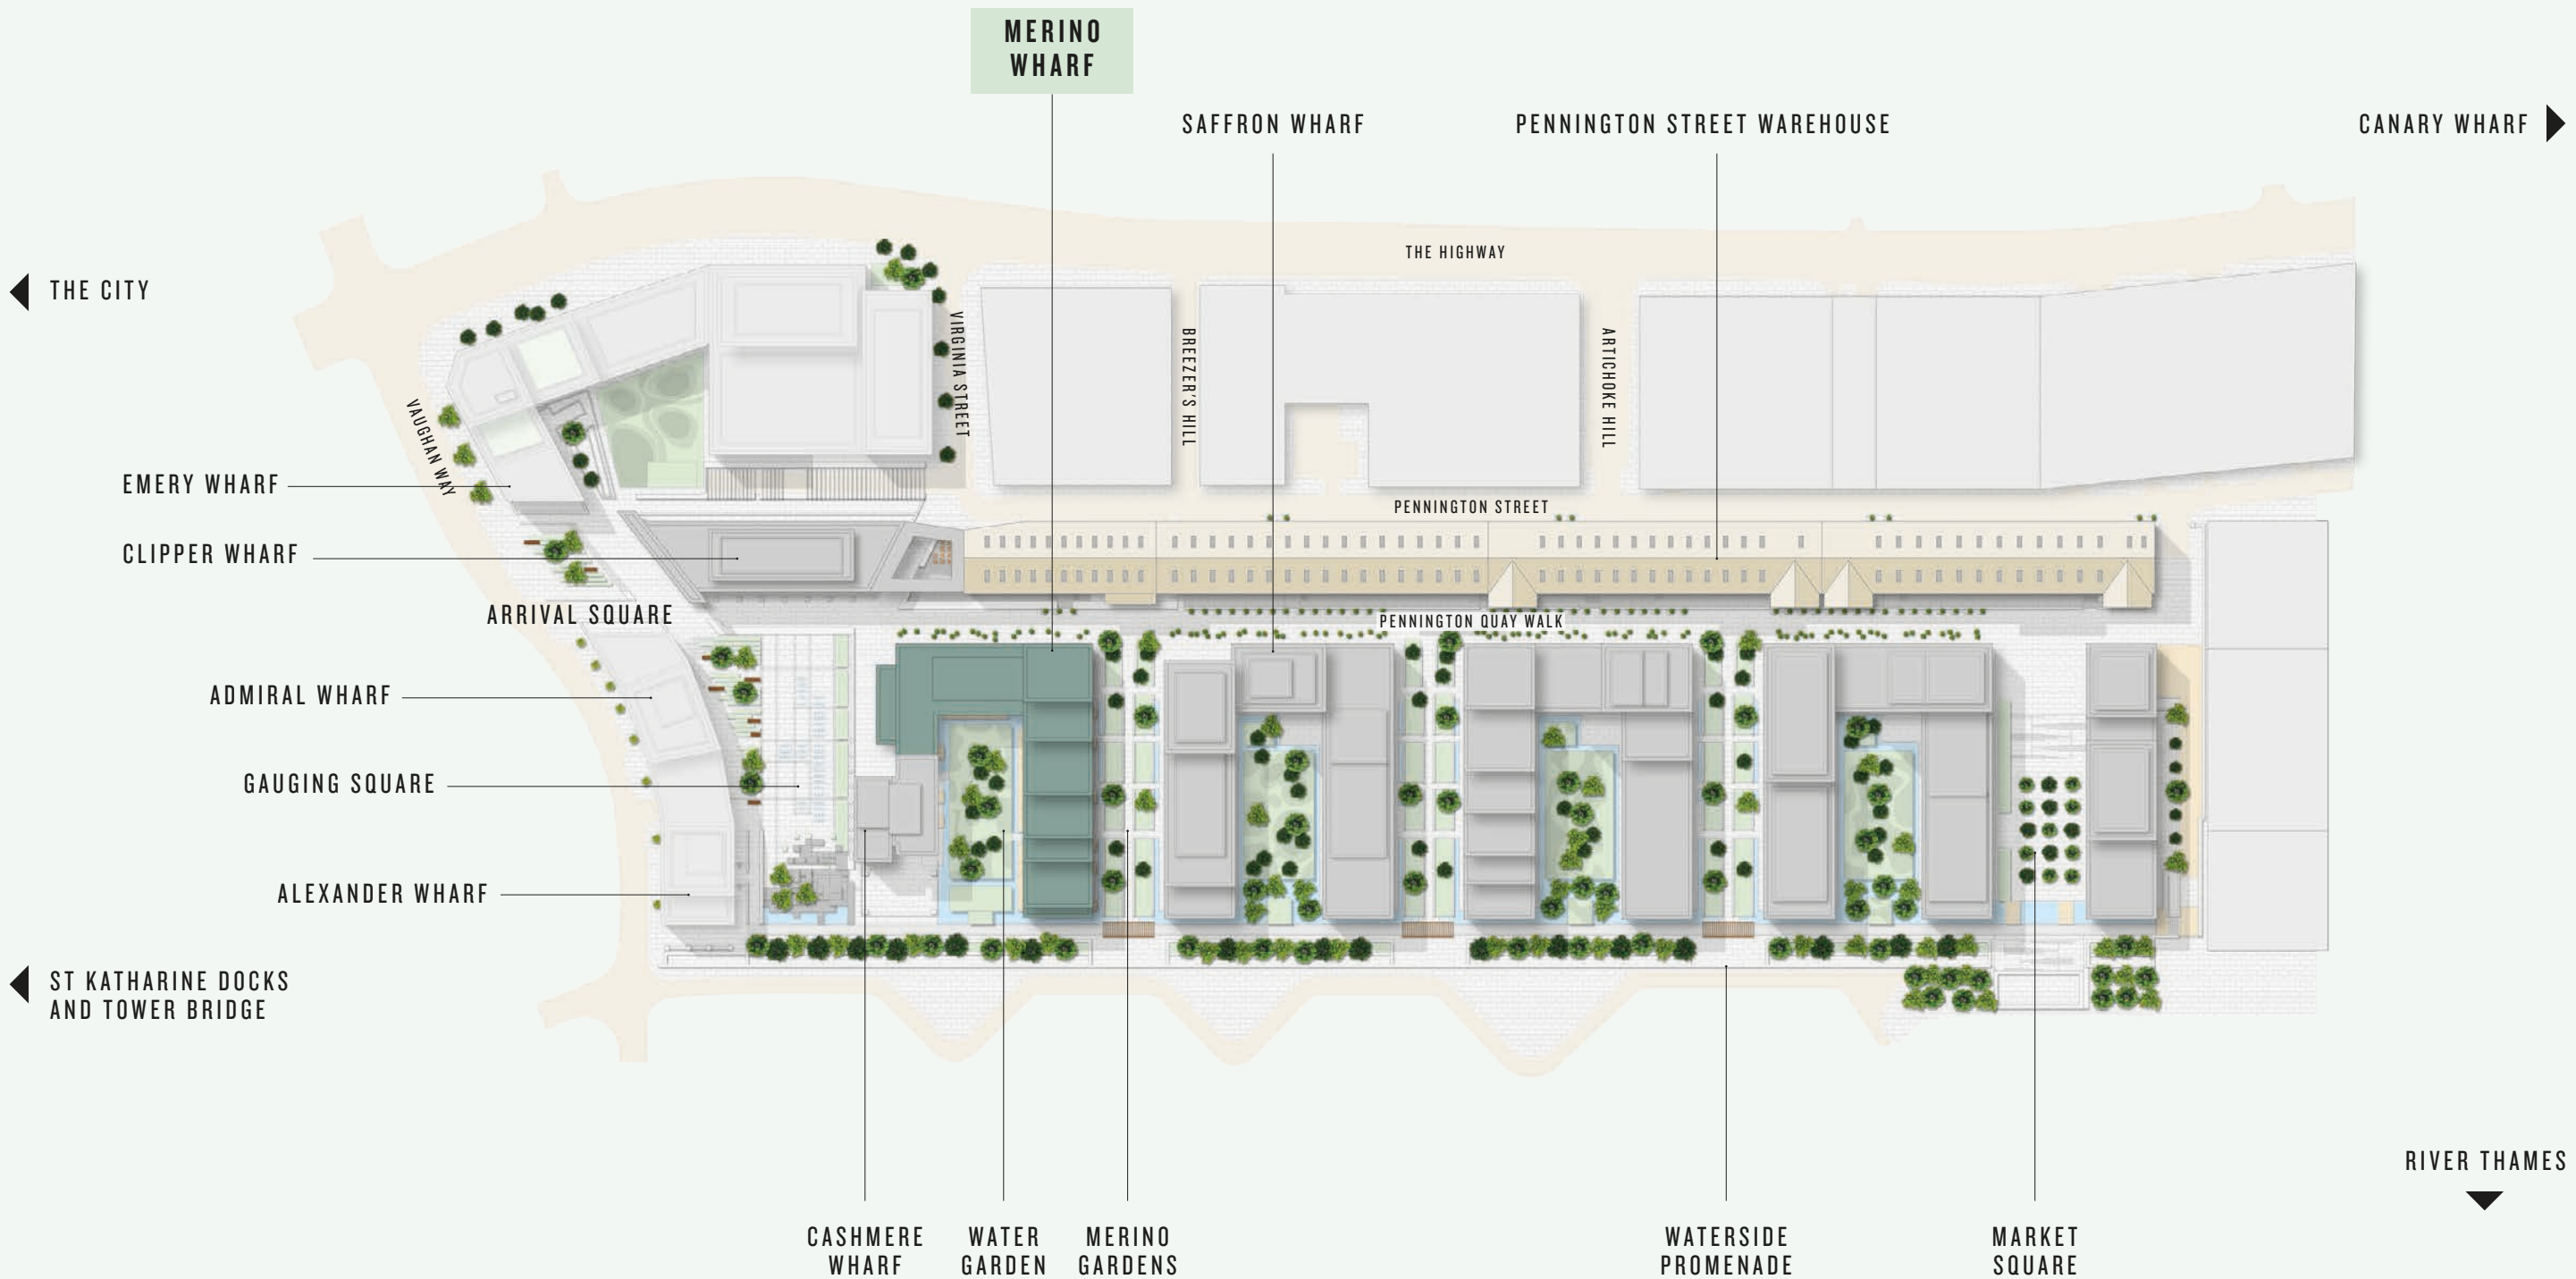 MERINO
WHARF
SAFFRON WHARF
PENNINGTON STREET WAREHOUSE
CANARY WHARF
THE HIGHWAY
THE CITY
VIRGINIA STREET
BREEZER'S HILL
ARTICHOKE HILL
VAUGHAN WAY
EMERY WHARF
PENNINGTON STREET
CLIPPER WHARF
ARRIVAL SQUARE
PENNINGTON QUAY WALK
ADMIRAL WHARF
GAUGING SQUARE
ALEXANDER WHARF
ST KATHARINE DOCKS
AND TOWER BRIDGE
RIVER THAMES
CASHMERE
WHARF
WATER
GARDEN
MERINO
GARDENS
WATERSIDE
PROMENADE
MARKET
SQUARE